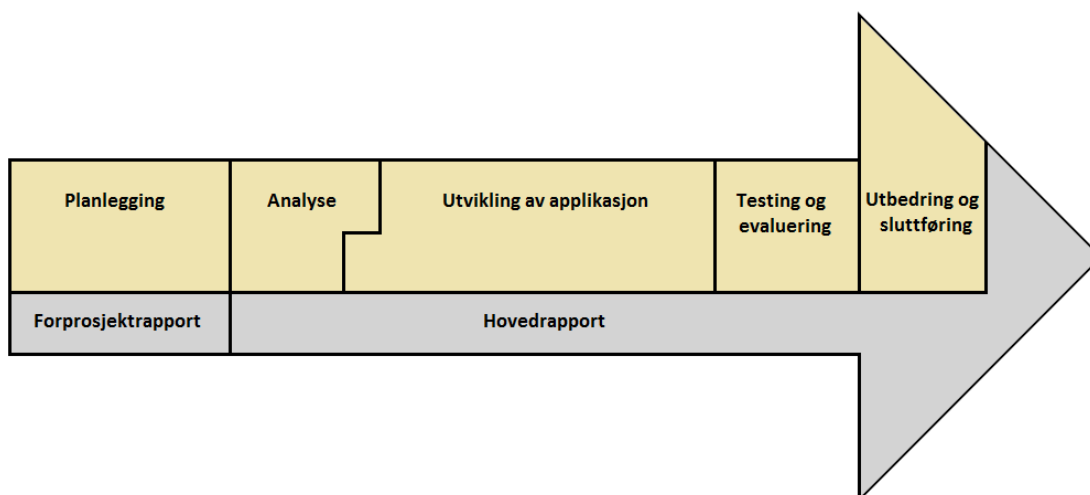 Planlegging
Analyse
Utvikling av applikasjon
Testing og
evaluering
Utbedring og
sluttføring
Forprosjektrapport
Hovedrapport